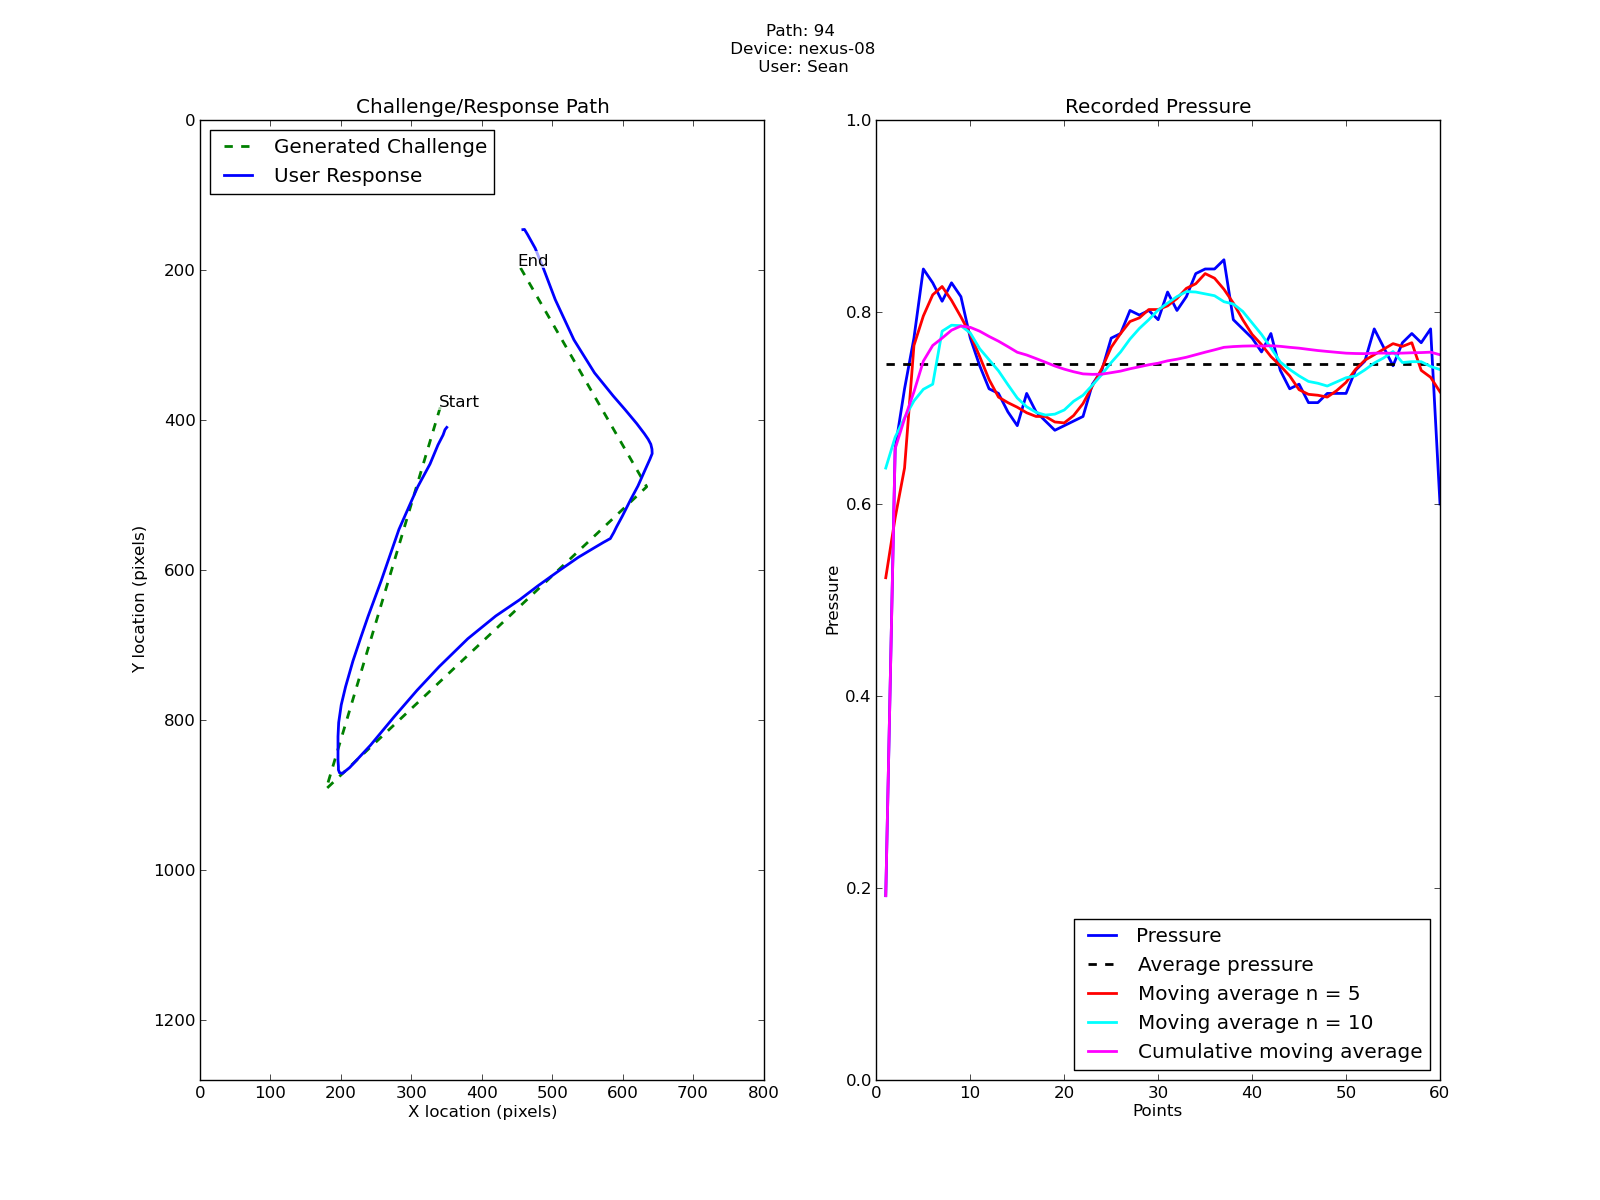 Path: 94
Device: nexus-08
User: Sean
Challenge/Response Path
Generated Challenge
User Response
End
Start
Y location (pixels)
0
200
400
600
800
1000
1200
0 100 200 300 400 500 600 700 800
X location (pixels)
Recorded Pressure
Pressure
1.0
0.8
0.6
0.4
0.2
0.0
Pressure
Average pressure
Moving average n = 5
Moving average n = 10
Cumulative moving average
0 10 20 30 40 50 60
Points